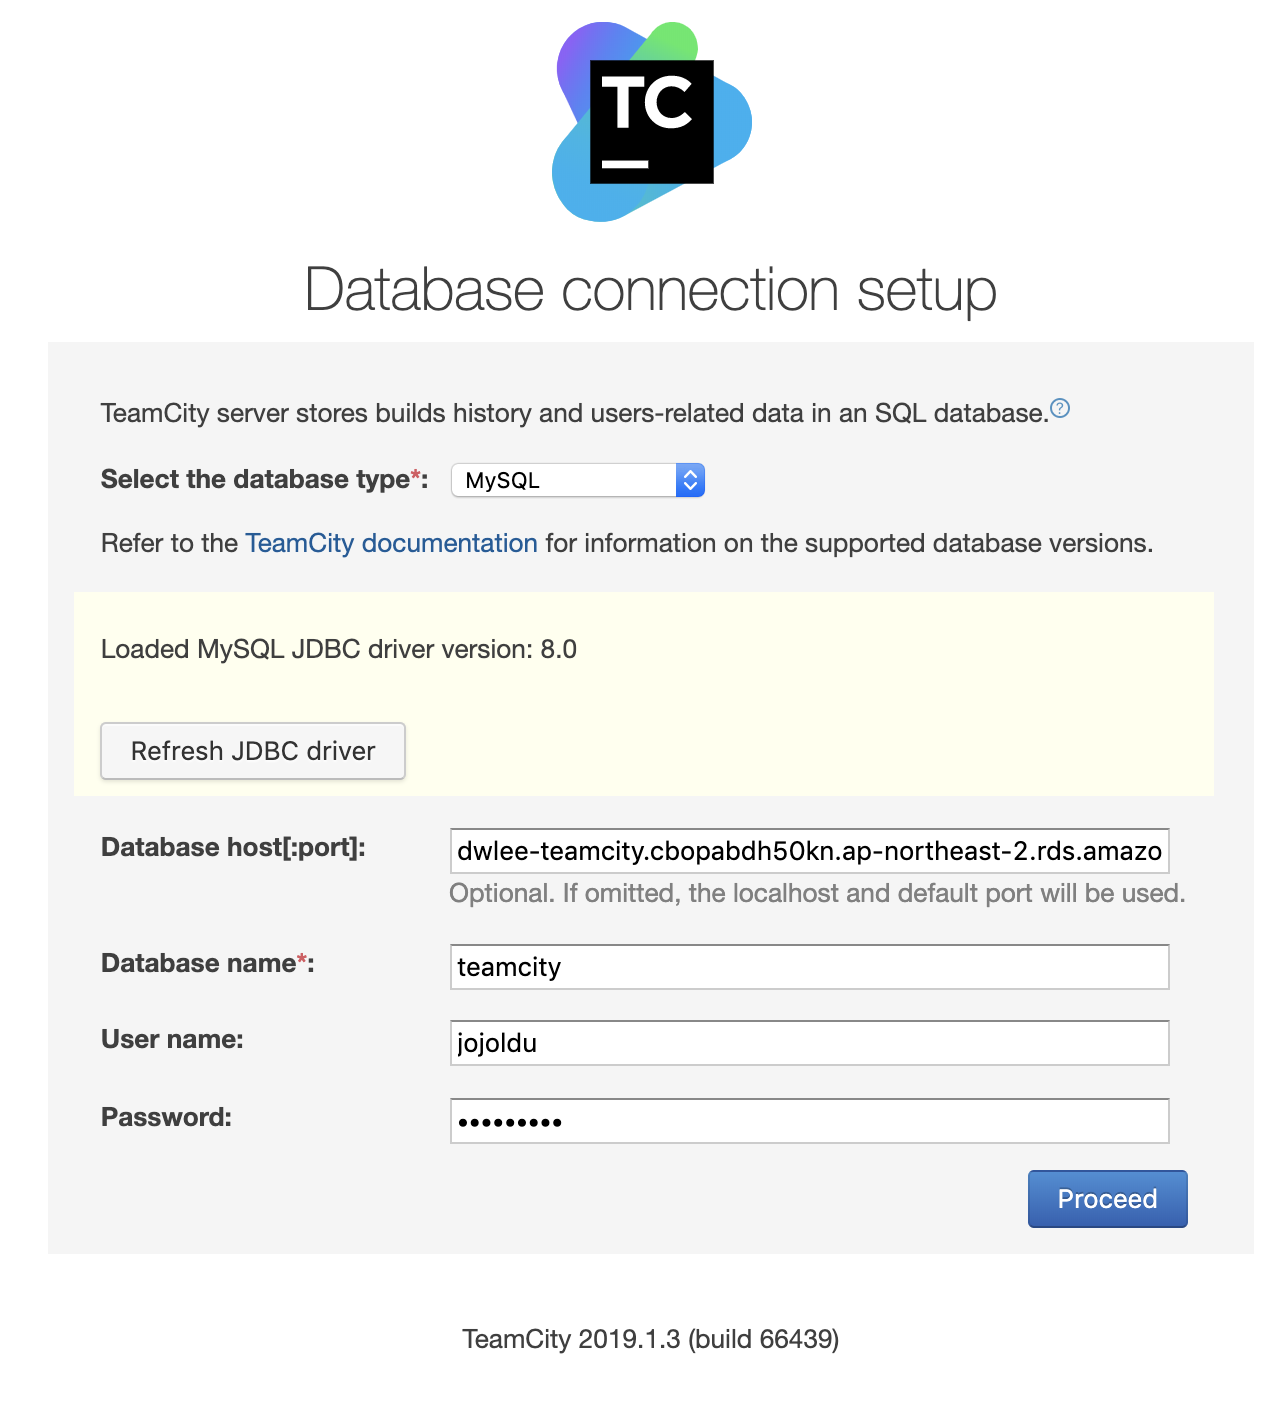 TC
Database connection setup
TeamCity server stores builds history and users-related data in an SQL database.?
Select the database type*: MySQL
Refer to the TeamCity documentation for information on the supported database versions.
Loaded MySQL JDBC driver version: 8.0
Refresh JDBC driver
Database host[:port]: dwlee-teamcity.cbopabdh50kn.ap-northeast-2.rds.amazo
Optional. If omitted, the localhost and default port will be used.
Database name*: teamcity
User name: jojoldu
Password: •••••••••
Proceed
TeamCity 2019.1.3 (build 66439)